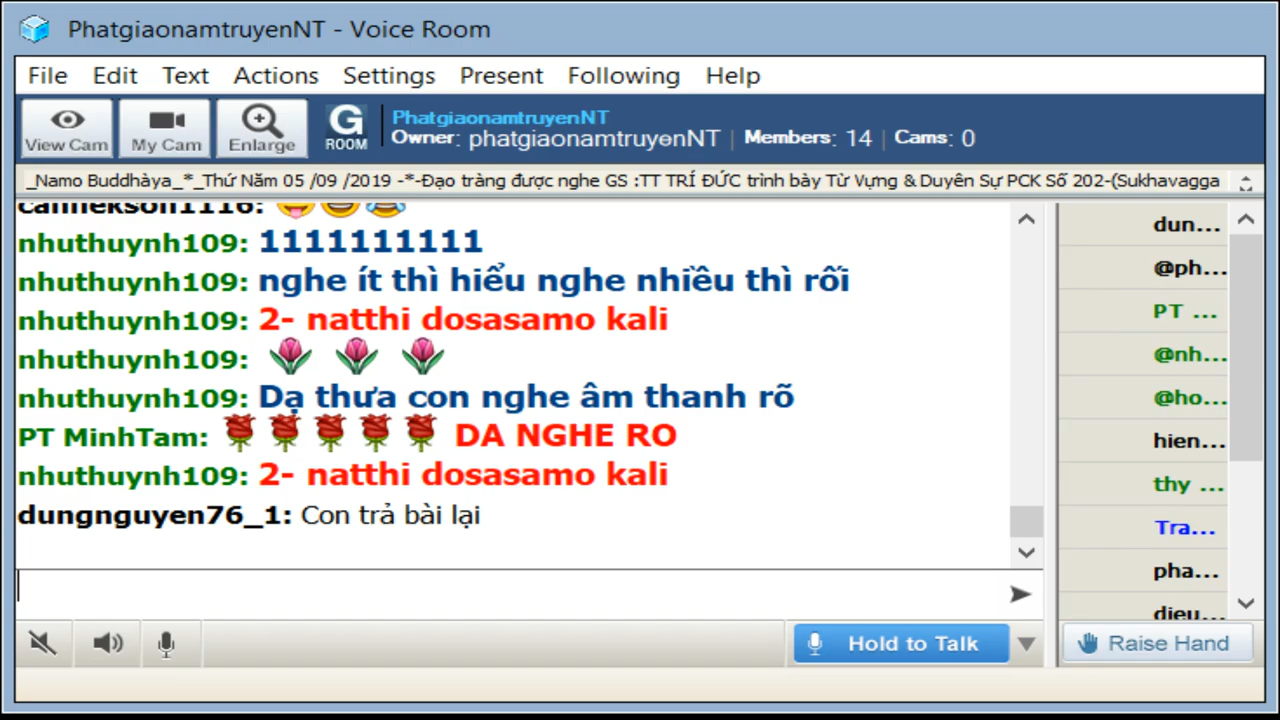 PhatgiaonamtruyenNT - Voice Room
File Edit Text Actions Settings Present Following Help
View Cam My Cam Enlarge G ROOM
PhatgiaonamtruyenNT
Owner: phatgiaonamtruyenNT | Members: 14 | Cams: 0
_Namo Buddhàya_*_Thứ Năm 05 /09 /2019 -*-Đạo tràng được nghe GS :TT TRÍ ĐỨC trình bày Từ Vựng & Duyên Sự PCK Số 202-(Sukhavagga
nhuthuynh109: 1111111111
nhuthuynh109: nghe ít thì hiểu nghe nhiều thì rối
nhuthuynh109: 2- natthi dosasamo kali
nhuthuynh109:
nhuthuynh109: Dạ thưa con nghe âm thanh rõ
PT MinhTam: DA NGHE RO
nhuthuynh109: 2- natthi dosasamo kali
dungnguyen76_1: Con trả bài lại
dun...
@ph...
PT ...
@nh...
@ho...
hien...
thy ...
Tra...
pha...
dieu...
Hold to Talk
Raise Hand